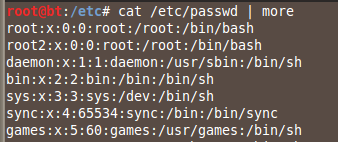 root@bt:/etc# cat /etc/passwd | more
root:x:0:0:root:/root:/bin/bash
root2:x:0:0:root:/root:/bin/bash
daemon:x:1:1:daemon:/usr/sbin:/bin/sh
bin:x:2:2:bin:/bin:/bin/sh
sys:x:3:3:sys:/dev:/bin/sh
sync:x:4:65534:sync:/bin:/bin/sync
games:x:5:60:games:/usr/games:/bin/sh